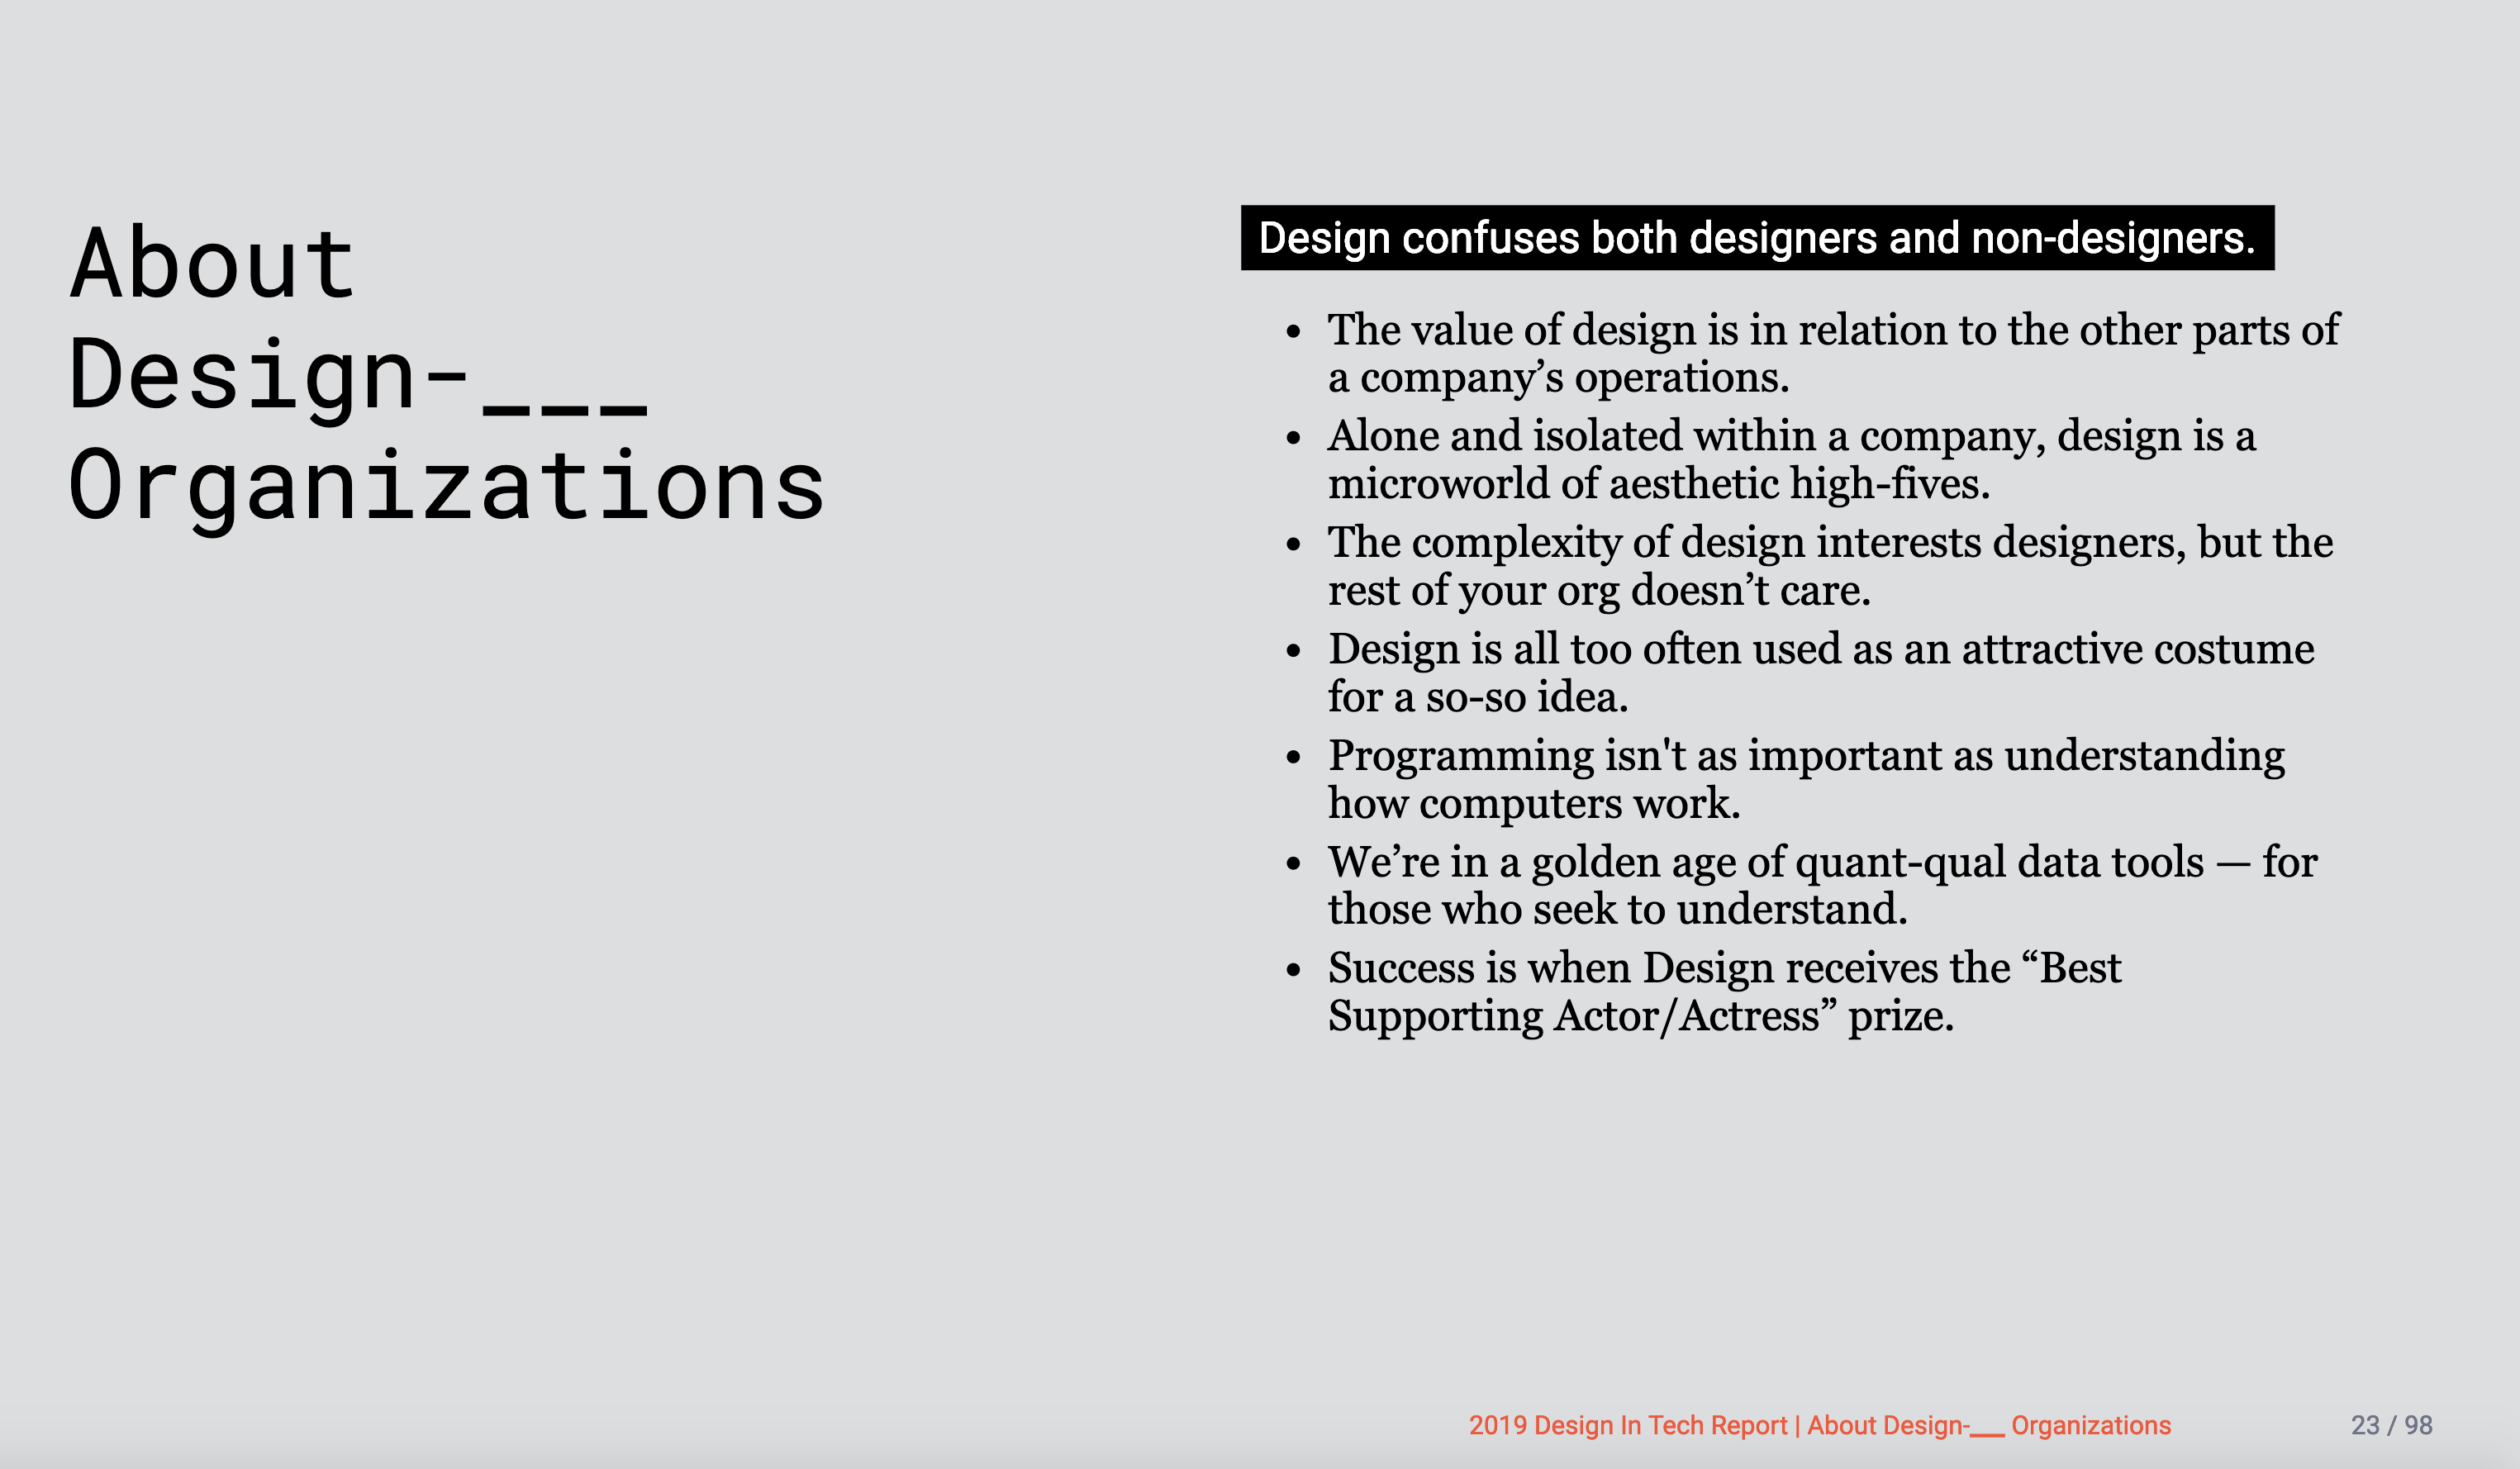 About
Design-___
Organizations
Design confuses both designers and non-designers.
• The value of design is in relation to the other parts of
a company’s operations.
• Alone and isolated within a company, design is a
microworld of aesthetic high-fives.
• The complexity of design interests designers, but the
rest of your org doesn’t care.
• Design is all too often used as an attractive costume
for a so-so idea.
• Programming isn't as important as understanding
how computers work.
• We’re in a golden age of quant-qual data tools — for
those who seek to understand.
• Success is when Design receives the “Best
Supporting Actor/Actress” prize.
2019 Design In Tech Report | About Design-___ Organizations
23 / 98